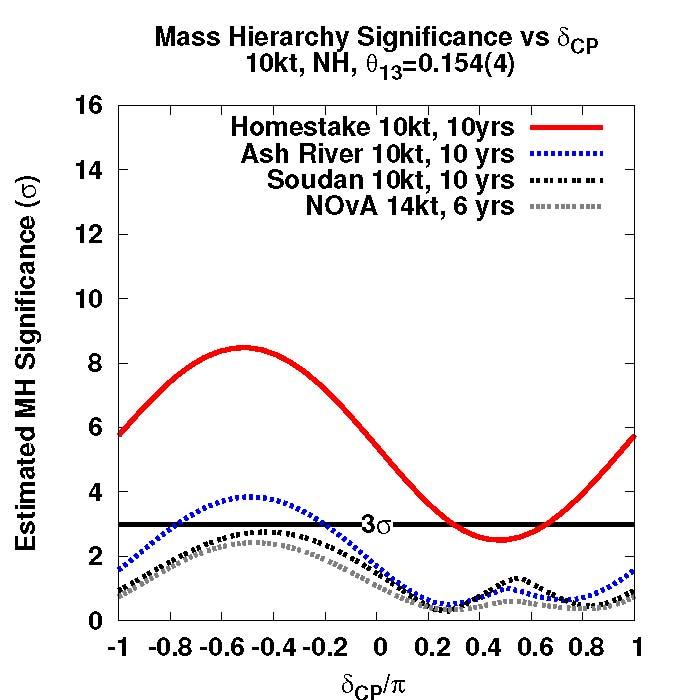 Mass Hierarchy Significance vs δCP
10kt, NH, θ13=0.154(4)
Estimated MH Significance (σ)
16
14
12
10
8
6
4
2
0
Homestake 10kt, 10yrs
Ash River 10kt, 10 yrs
Soudan 10kt, 10 yrs
NOvA 14kt, 6 yrs
3σ
-1 -0.8 -0.6 -0.4 -0.2 0 0.2 0.4 0.6 0.8 1
δCP/π